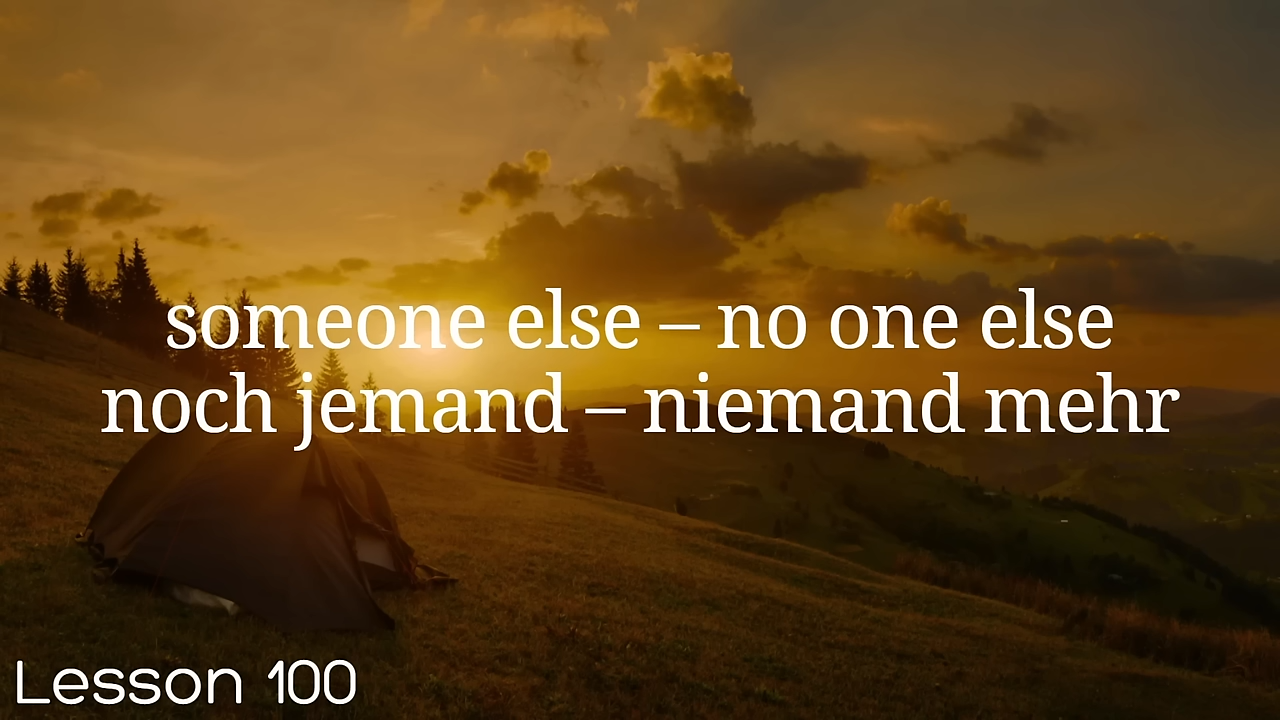 someone else – no one else
noch jemand – niemand mehr
Lesson 100